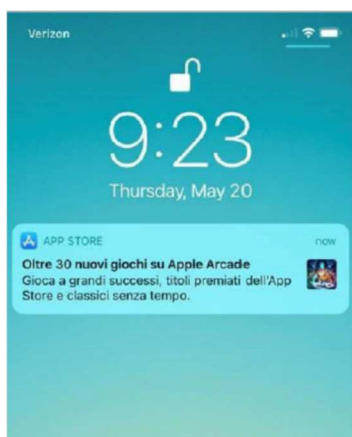 Verizon
9:23
Thursday, May 20
APP STORE
now
Oltre 30 nuovi giochi su Apple Arcade
Gioca a grandi successi, titoli premiati dell'App
Store e classici senza tempo.